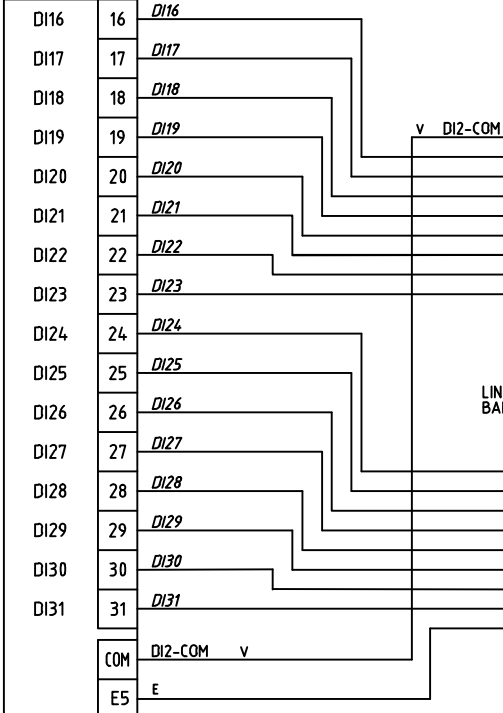 DI16 16 DI16
DI17 17 DI17
DI18 18 DI18
DI19 19 DI19 V DI2-COM
DI20 20 DI20
DI21 21 DI21
DI22 22 DI22
DI23 23 DI23
DI24 24 DI24
DI25 25 DI25
LIN
DI26 26 DI26 BA
DI27 27 DI27
DI28 28 DI28
DI29 29 DI29
DI30 30 DI30
DI31 31 DI31
COM DI2-COM V
E5 E